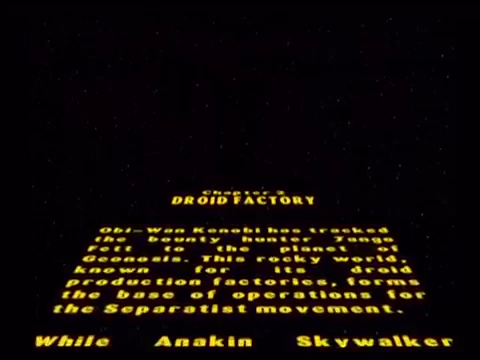 Chapter 2
DROID FACTORY
Obi-Wan Kenobi has tracked
the bounty hunter Jango
Fett to the planet of
Geonosis. This rocky world,
known for its droid
production factories, forms
the base of operations for
the Separatist movement.
While Anakin Skywalker